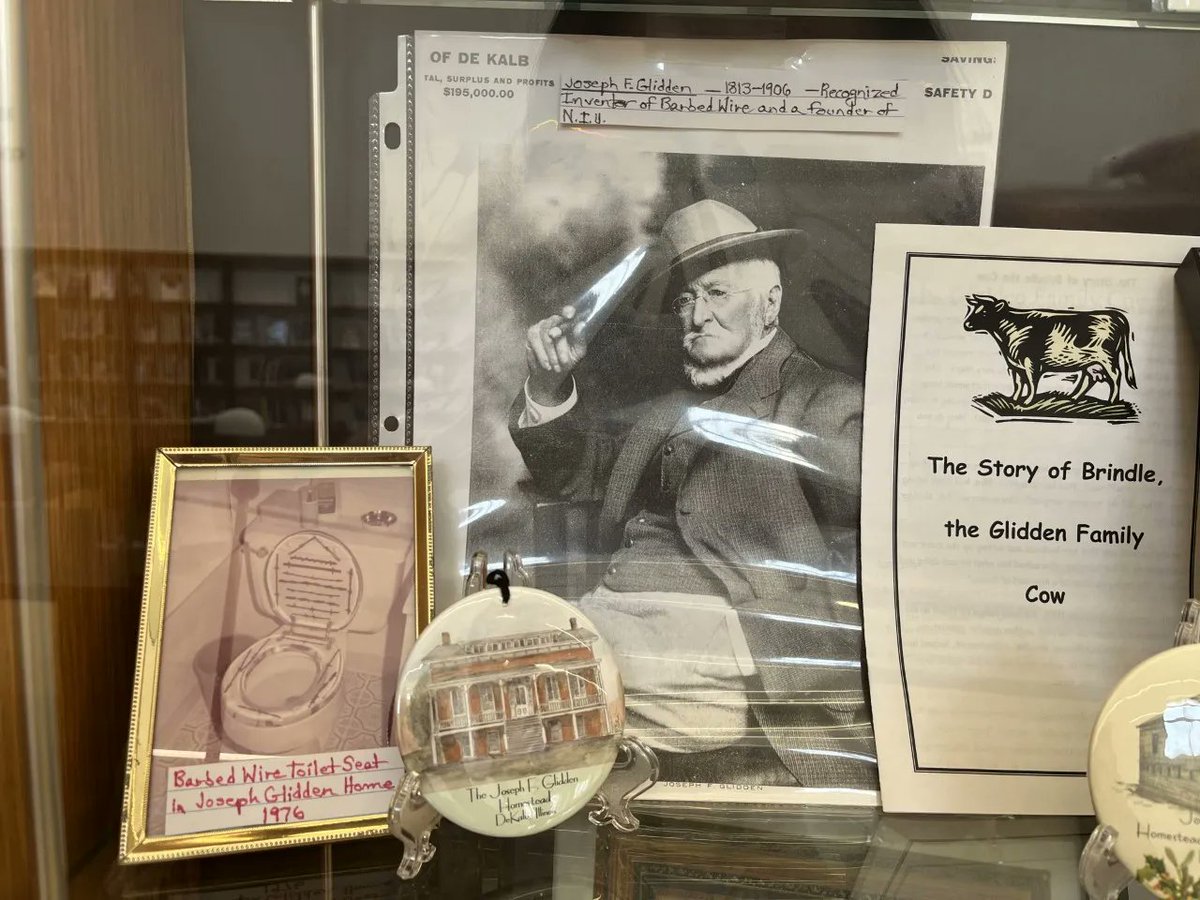 OF DE KALB
TAL, SURPLUS AND PROFITS
$195,000.00
SAVING
SAFETY D
Joseph F. Glidden — 1813-1906 — Recognized
Inventor of Barbed Wire and a founder of
N.I.U.
JOSEPH F GLIDDEN
The Story of Brindle,
the Glidden Family
Cow
Barbed Wire Toilet Seat
in Joseph Glidden Home
1976
The Joseph F. Glidden
Homestead
DeKalb, Illinois
Jo
Homestead